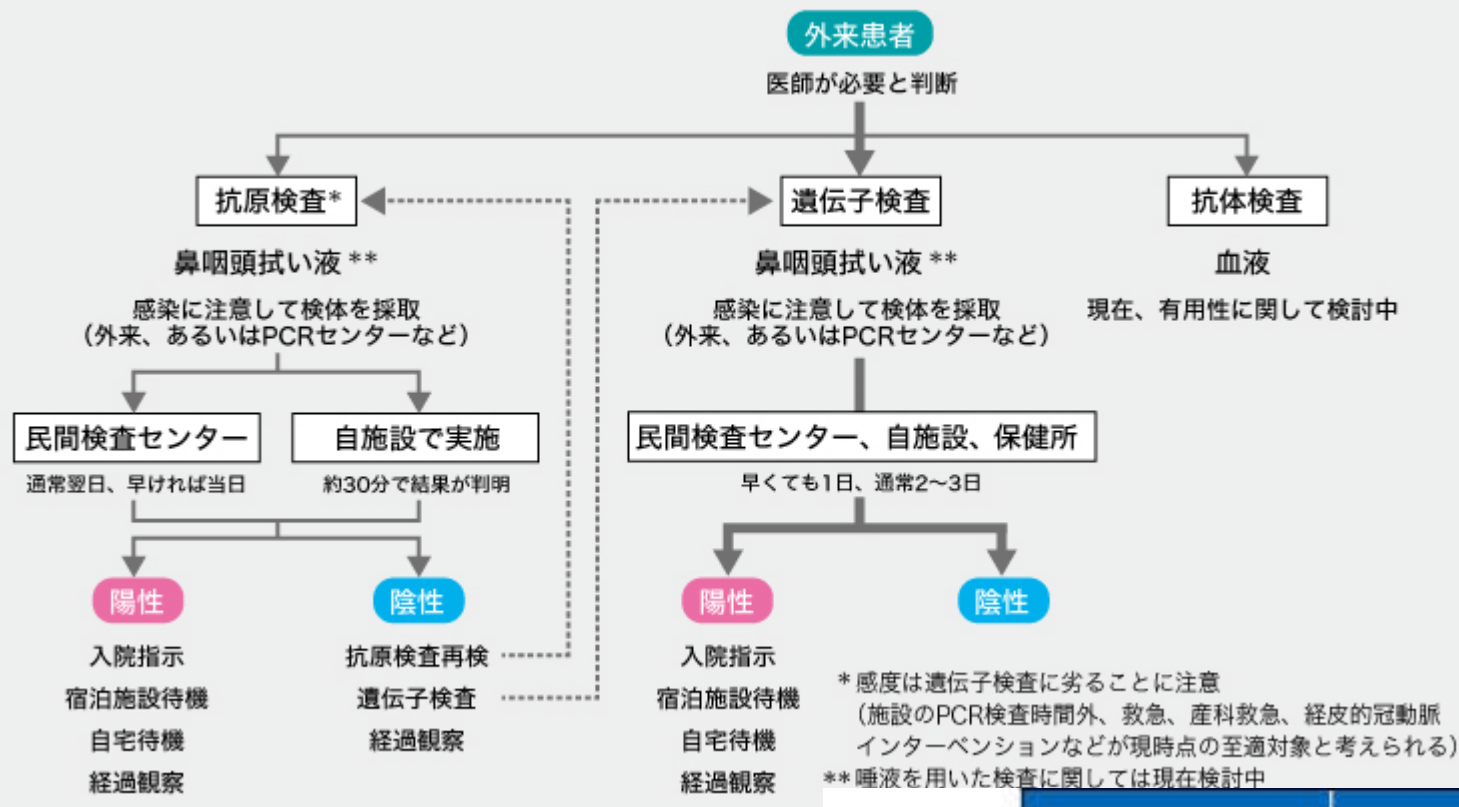 外来患者
医師が必要と判断
抗原検査*
鼻咽頭拭い液**
感染に注意して検体を採取
（外来、あるいはPCRセンターなど）
民間検査センター
通常翌日、早ければ当日
自施設で実施
約30分で結果が判明
陽性
入院指示
宿泊施設待機
自宅待機
経過観察
陰性
抗原検査再検
遺伝子検査
経過観察
遺伝子検査
鼻咽頭拭い液**
感染に注意して検体を採取
（外来、あるいはPCRセンターなど）
民間検査センター、自施設、保健所
早くても1日、通常2〜3日
陽性
入院指示
宿泊施設待機
自宅待機
経過観察
陰性
抗体検査
血液
現在、有用性に関して検討中
*感度は遺伝子検査に劣ることに注意
（施設のPCR検査時間外、救急、産科救急、経皮的冠動脈
インターベンションなどが現時点の至適対象と考えられる）
**唾液を用いた検査に関しては現在検討中